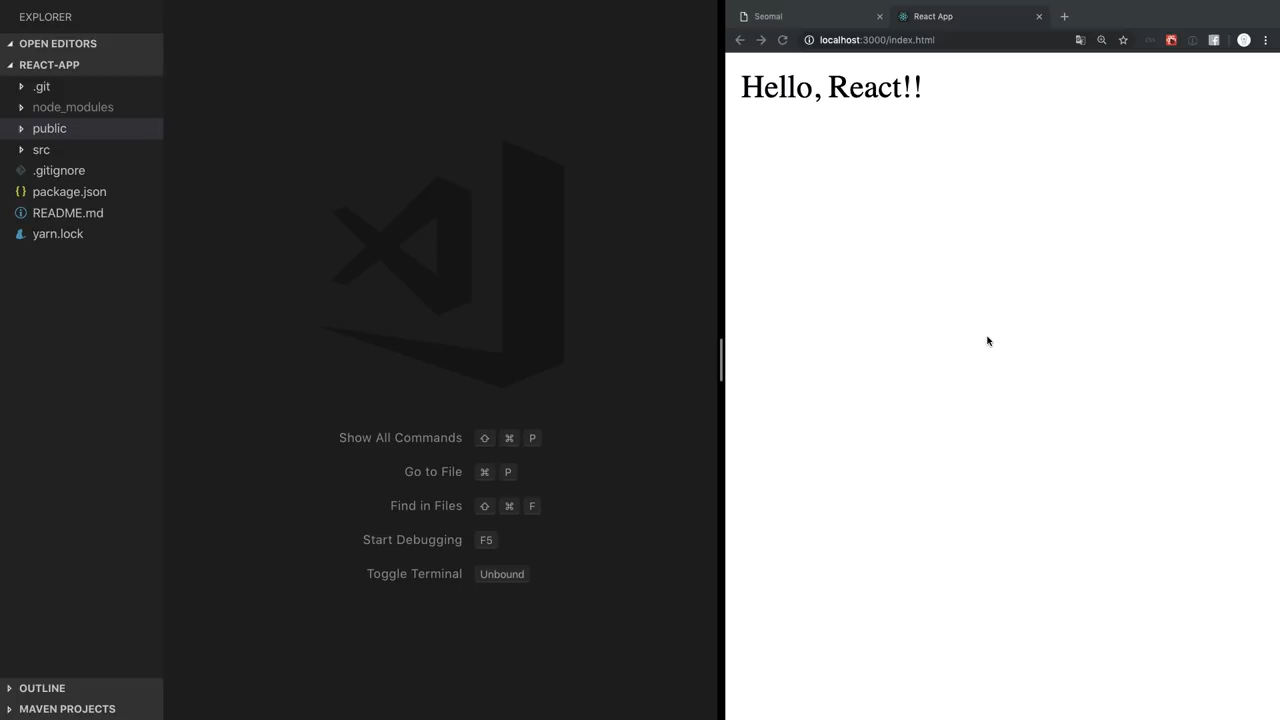 EXPLORER
OPEN EDITORS
REACT-APP
.git
node_modules
public
src
.gitignore
package.json
README.md
yarn.lock
OUTLINE
MAVEN PROJECTS
Show All Commands ⇧ ⌘ P
Go to File ⌘ P
Find in Files ⇧ ⌘ F
Start Debugging F5
Toggle Terminal Unbound
Seomal
React App
localhost:3000/index.html
Hello, React!!